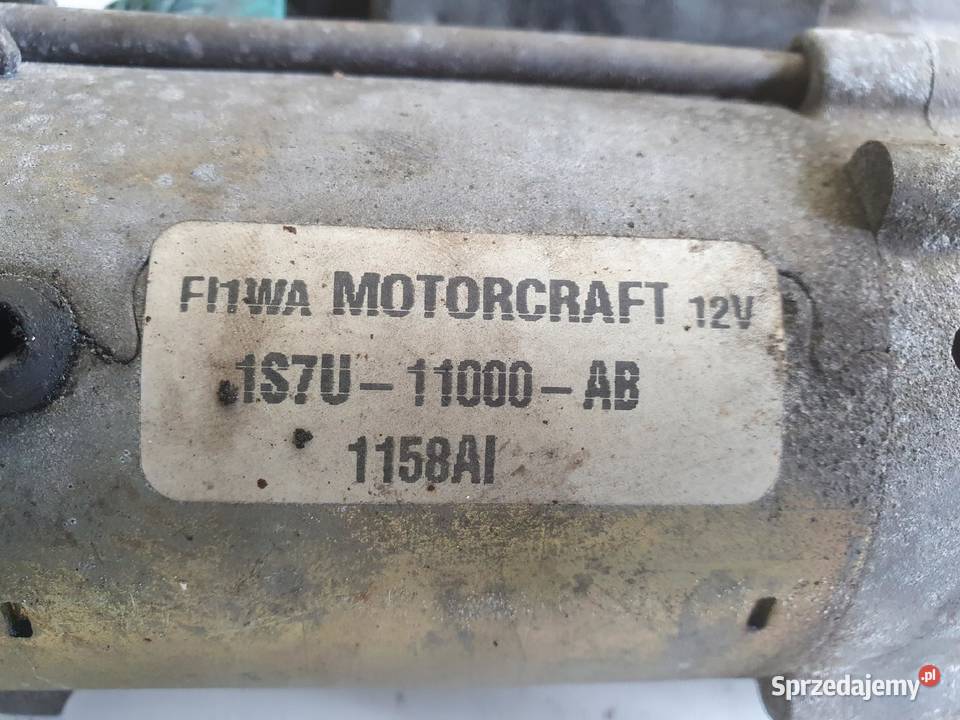 FI1WA MOTORCRAFT 12V
1S7U-11000-AB
1158AI
Sprzedajemy.pl